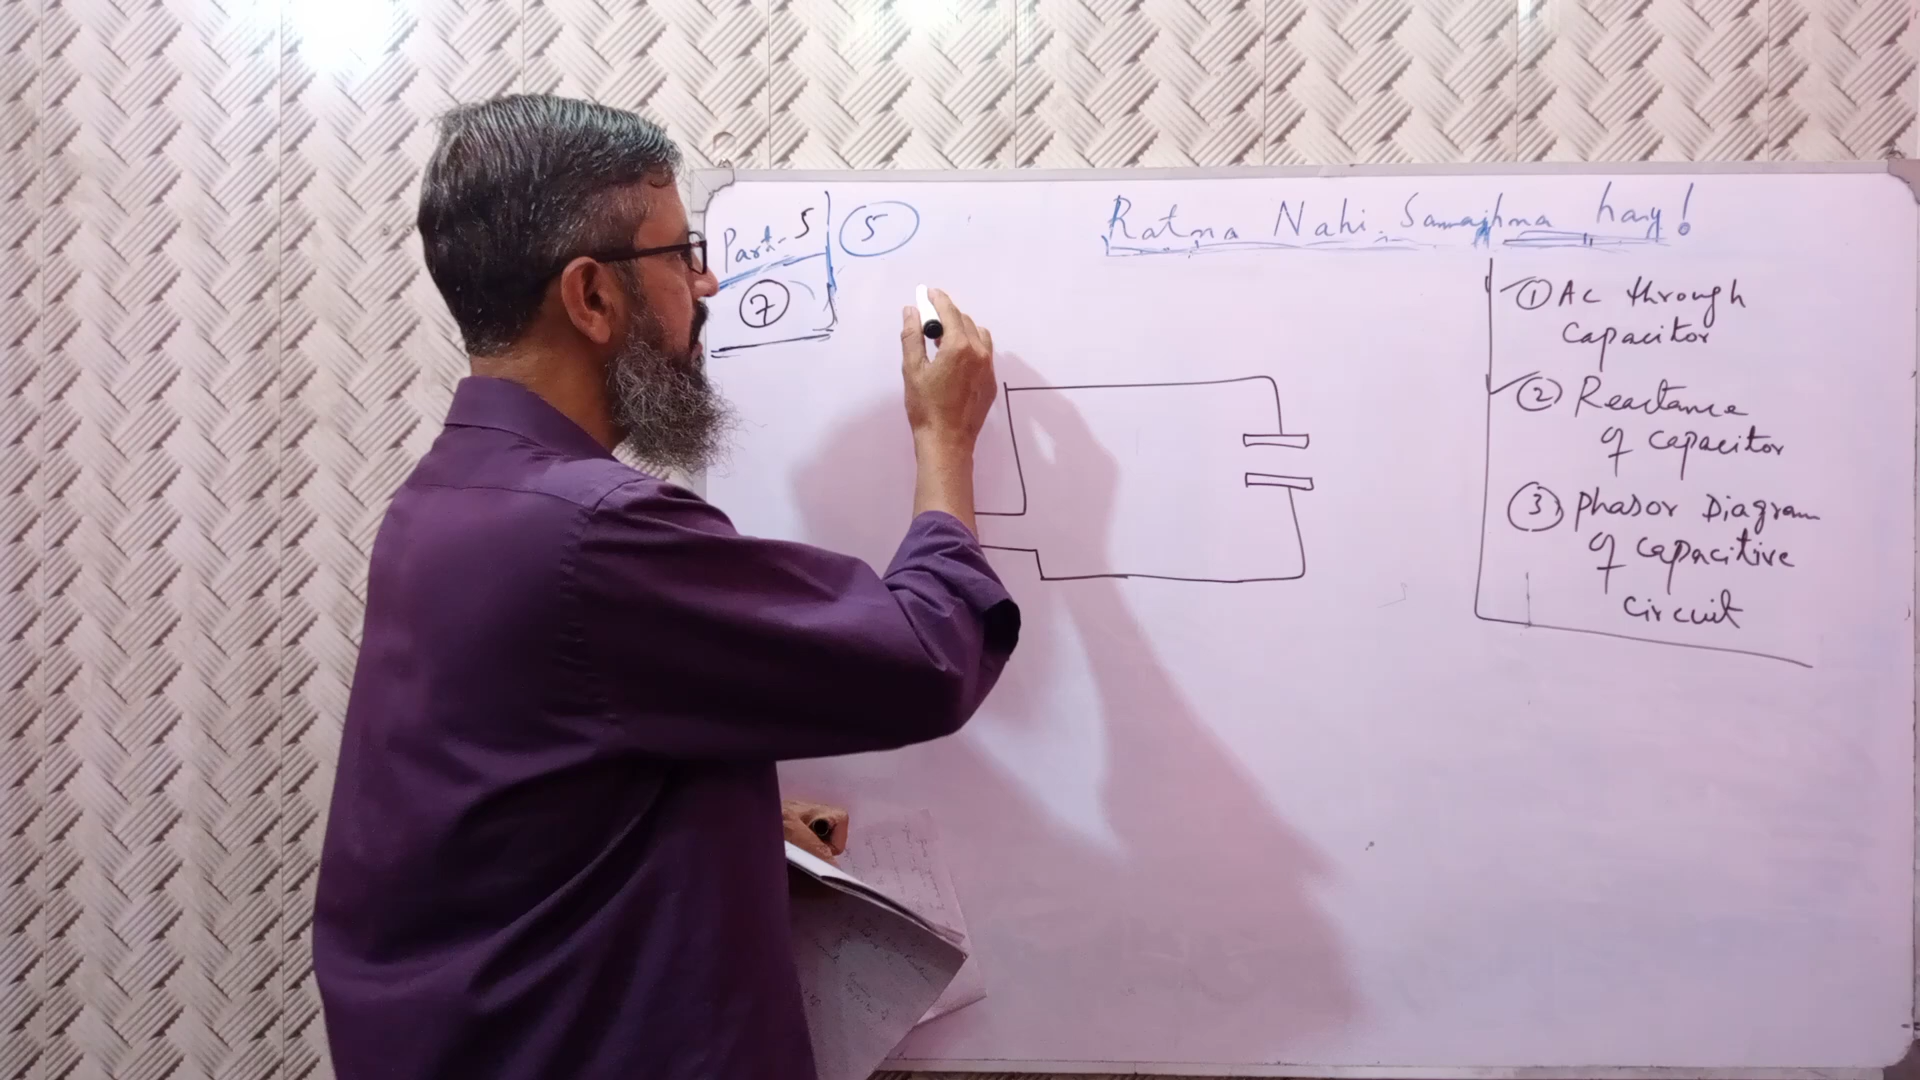 Part-5
5
7
Ratna Nahi Samajhna hay!
① Ac through
Capacitor
② Reactance
of capacitor
③ Phasor Diagram
of capacitive
circuit